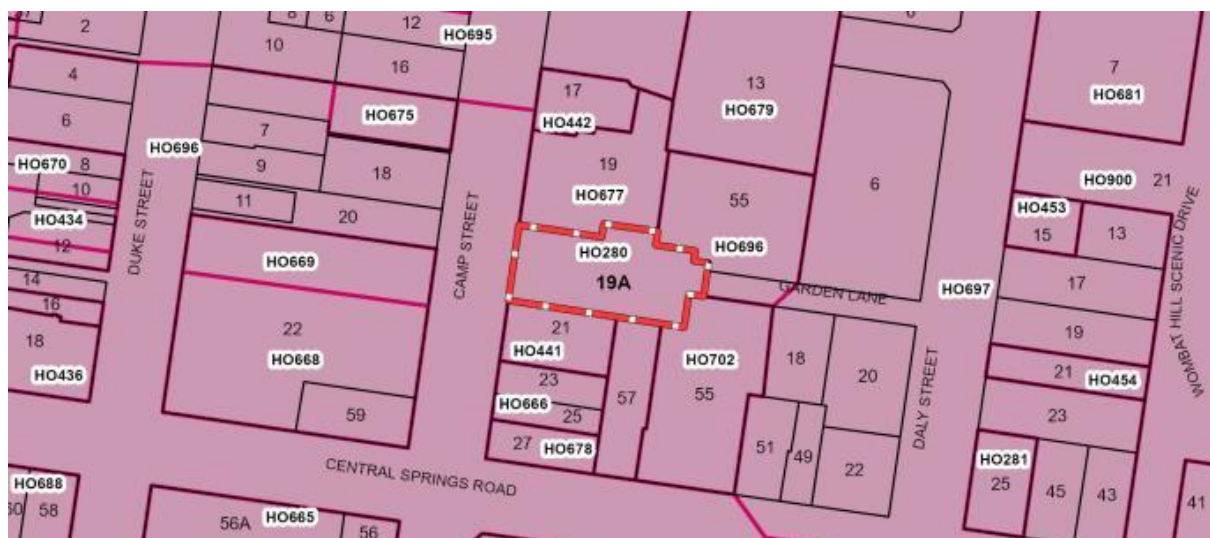 8
6
12
HO695
2
10
16
4
HO675
6
7
HO696
9
18
HO670
8
10
11
20
HO434
12
DUKE STREET
HO669
CAMP STREET
14
16
22
18
HO668
HO436
59
17
HO442
19
HO677
HO280
19A
21
HO441
23
HO666
25
27
HO678
57
13
HO679
55
HO696
GARDEN LANE
HO702
55
6
18
20
51
49
22
DALY STREET
HO697
7
HO681
HO900
21
HO453
15
13
17
19
21
HO454
23
HO281
25
45
43
41
WOMBAT HILL SCENIC DRIVE
CENTRAL SPRINGS ROAD
HO688
58
56A
HO665
56